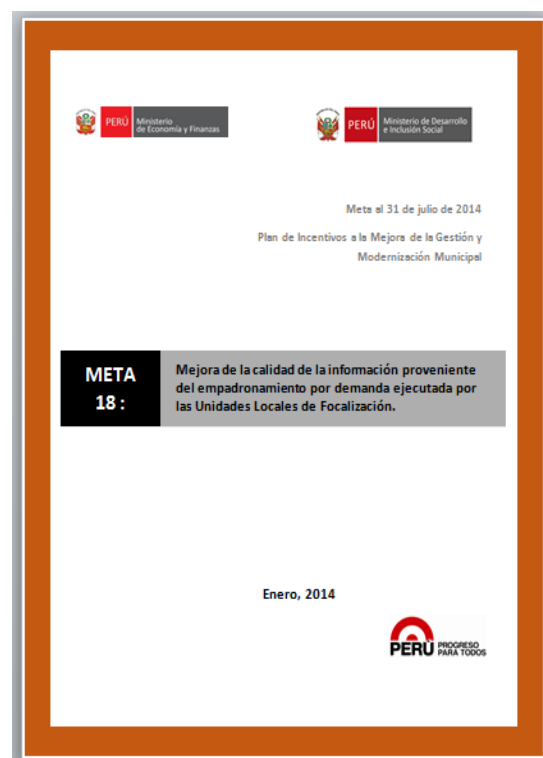 PERÚ Ministerio de Economía y Finanzas
PERÚ Ministerio de Desarrollo e Inclusión Social
Meta al 31 de julio de 2014
Plan de Incentivos a la Mejora de la Gestión y
Modernización Municipal
META
18 :
Mejora de la calidad de la información proveniente
del empadronamiento por demanda ejecutada por
las Unidades Locales de Focalización.
Enero, 2014
PERÚ PROGRESO
PARA TODOS